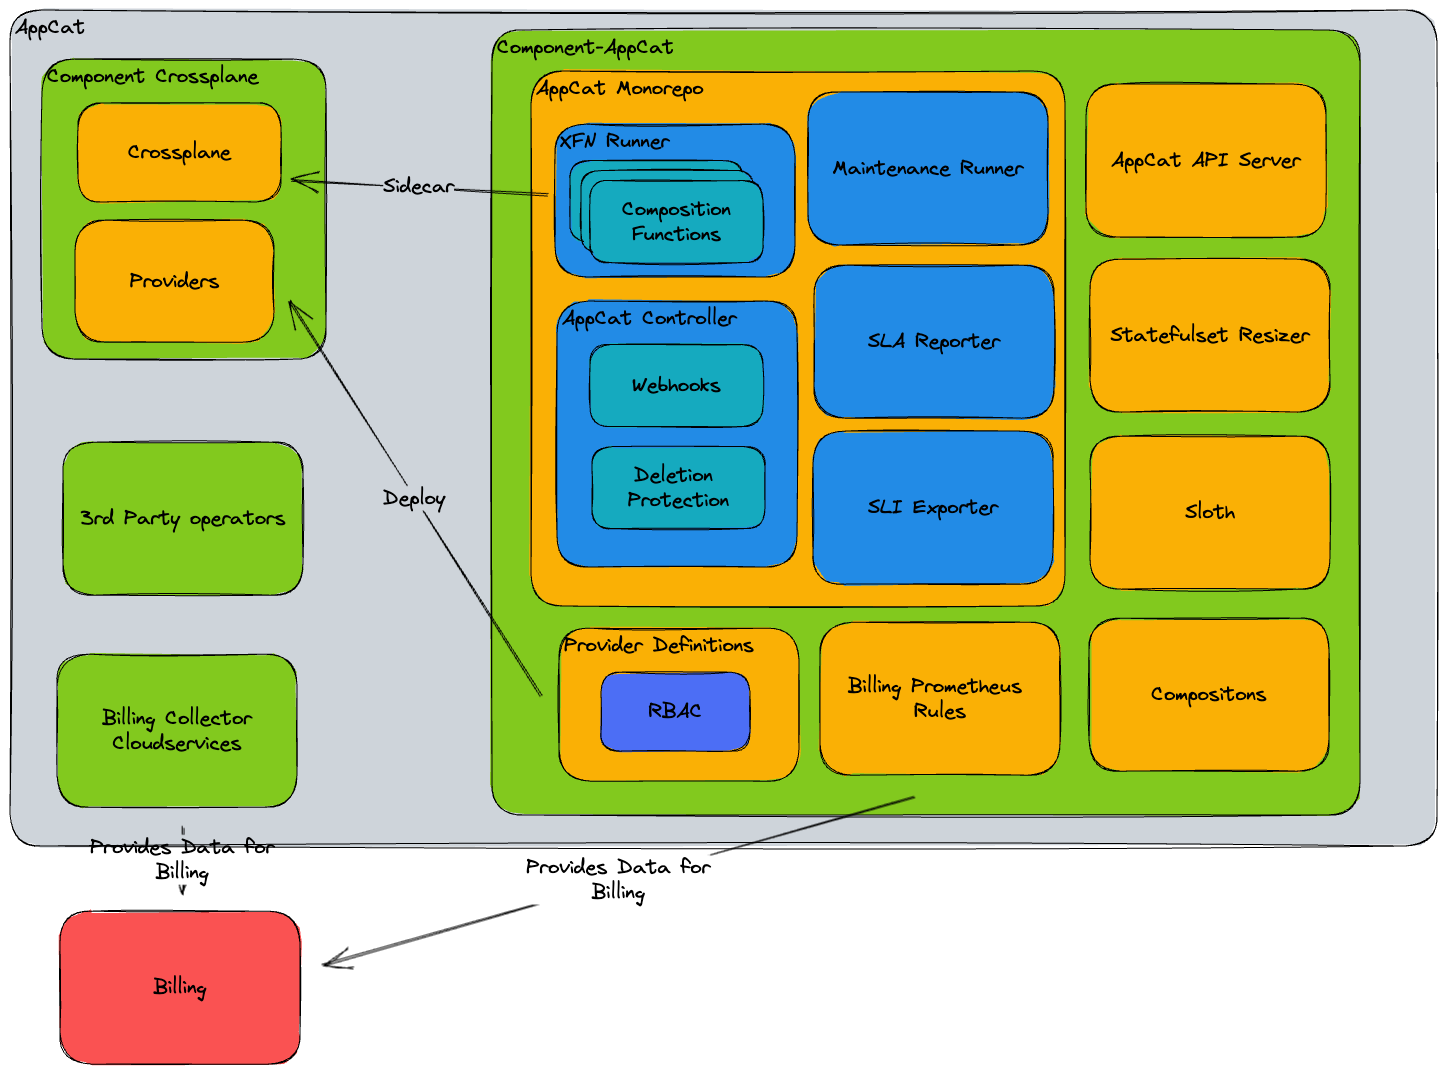 AppCat
Component Crossplane
Crossplane
Providers
Sidecar
Deploy
3rd Party operators
Billing Collector
Cloudservices
Component-AppCat
AppCat Monorepo
XFN Runner
Composition
Functions
AppCat Controller
Webhooks
Deletion
Protection
Maintenance Runner
SLA Reporter
SLI Exporter
AppCat API Server
Statefulset Resizer
Sloth
Provider Definitions
RBAC
Billing Prometheus
Rules
Compositons
Provides Data for
Billing
Provides Data for
Billing
Billing